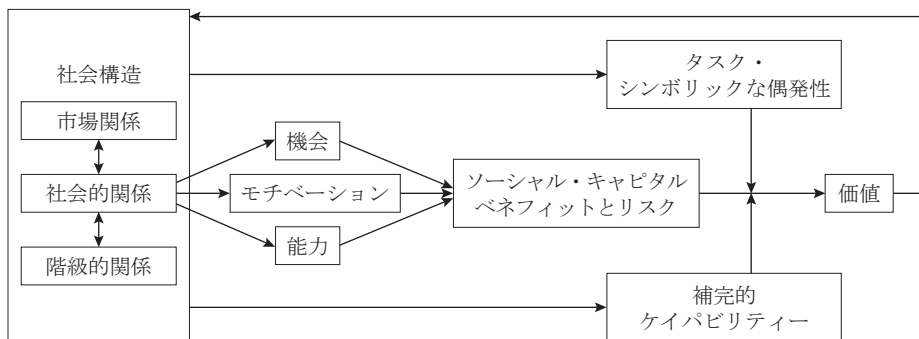 社会構造
市場関係
社会的関係
階級的関係
機会
モチベーション
能力
ソーシャル・キャピタル
ベネフィットとリスク
タスク・
シンボリックな偶発性
補完的
ケイパビリティー
価値